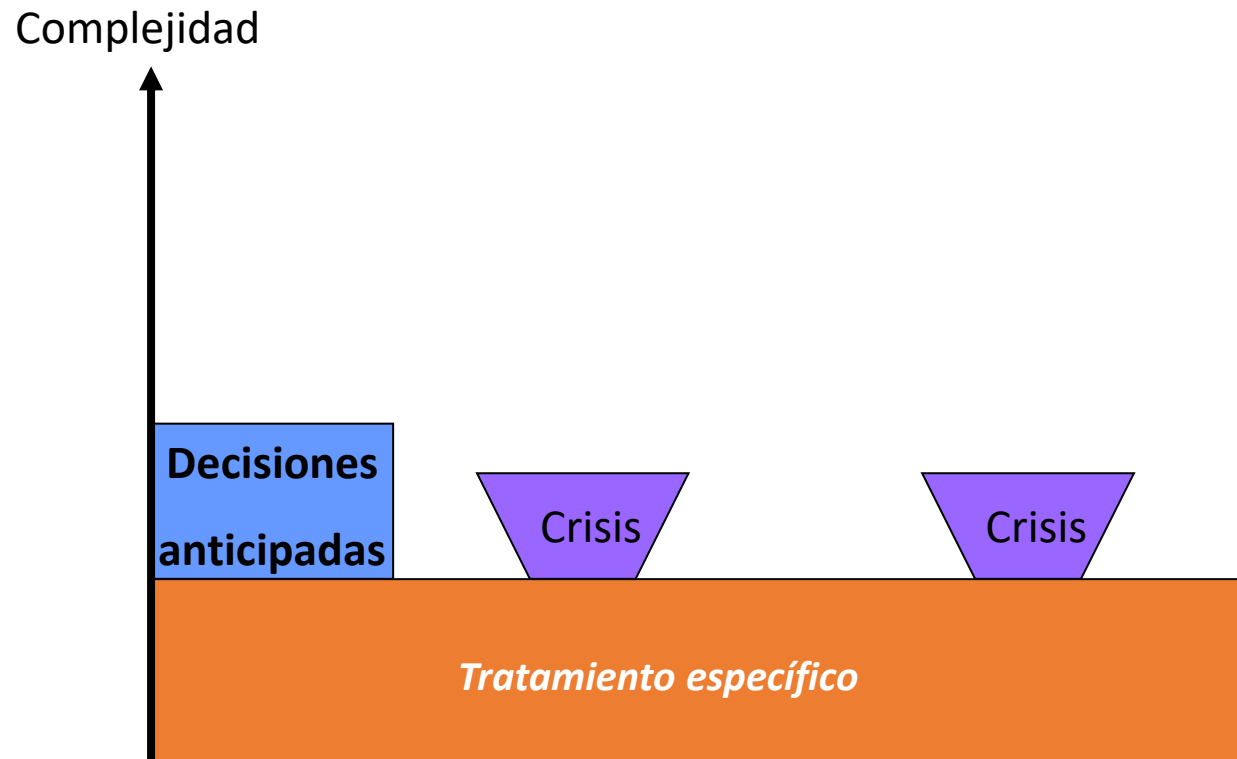 Complejidad
Decisiones
anticipadas
Crisis
Crisis
Tratamiento específico